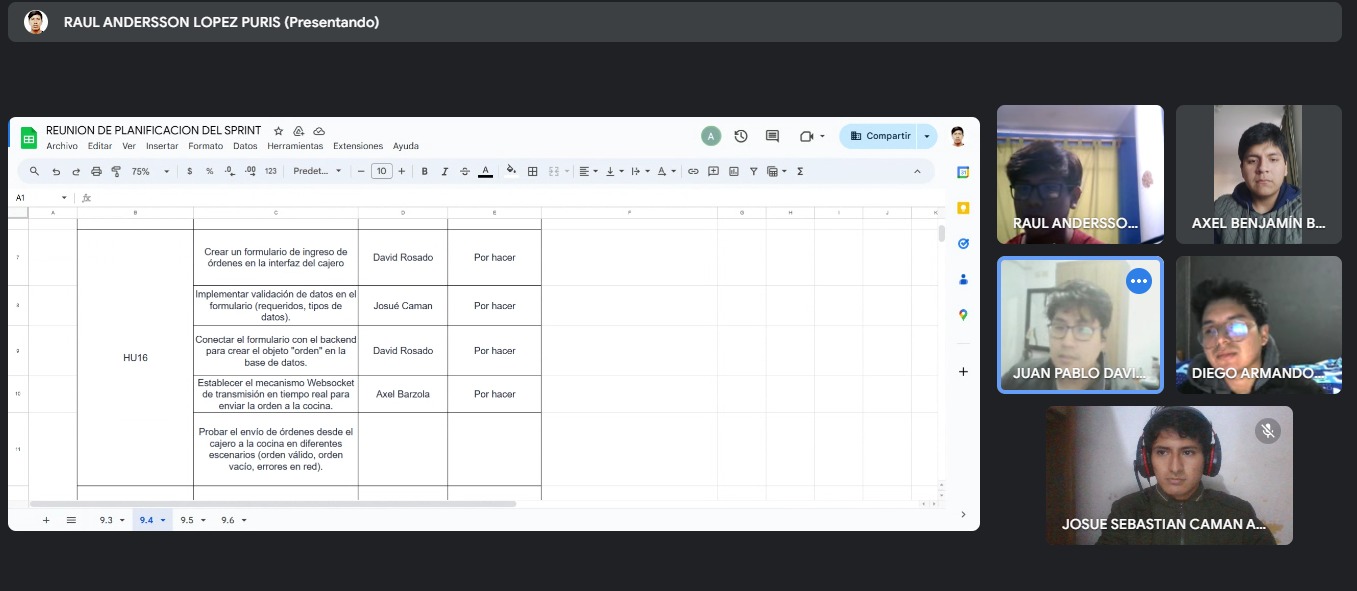 RAUL ANDERSSON LOPEZ PURIS (Presentando)
REUNION DE PLANIFICACION DEL SPRINT
Archivo Editar Ver Insertar Formato Datos Herramientas Extensiones Ayuda
A
Compartir
75% $ % .0 .00 123 Predet... 10 B I S A
A1 fx
A B C D E F G H I J K
7
Crear un formulario de ingreso de
órdenes en la interfaz del cajero
David Rosado
Por hacer
8
Implementar validación de datos en el
formulario (requeridos, tipos de
datos).
Josué Caman
Por hacer
9
HU16
Conectar el formulario con el backend
para crear el objeto "orden" en la
base de datos.
David Rosado
Por hacer
10
Establecer el mecanismo Websocket
de transmisión en tiempo real para
enviar la orden a la cocina.
Axel Barzola
Por hacer
11
Probar el envío de órdenes desde el
cajero a la cocina en diferentes
escenarios (orden válido, orden
vacío, errores en red).
9.3 9.4 9.5 9.6
RAUL ANDERSSO...
AXEL BENJAMÍN B...
JUAN PABLO DAVI...
DIEGO ARMANDO...
JOSUE SEBASTIAN CAMAN A...